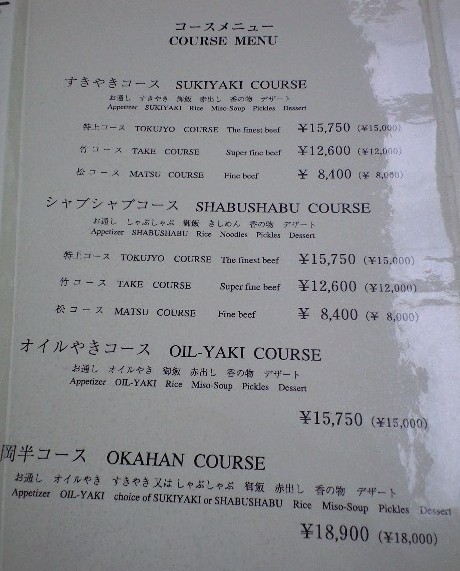 コースメニュー
COURSE MENU
すきやきコース SUKIYAKI COURSE
お通し すきやき 御飯 赤出し 香の物 デザート
Appetizer SUKIYAKI Rice Miso-Soup Pickles Dessert
特上コース TOKUJYO COURSE The finest beef ¥15,750 (¥15,000)
竹コース TAKE COURSE Super fine beef ¥12,600 (¥12,000)
松コース MATSU COURSE Fine beef ¥ 8,400 (¥ 8,000)
シャブシャブコース SHABUSHABU COURSE
お通し しゃぶしゃぶ 御飯 きしめん 香の物 デザート
Appetizer SHABUSHABU Rice Noodles Pickles Dessert
特上コース TOKUJYO COURSE The finest beef ¥15,750 (¥15,000)
竹コース TAKE COURSE Super fine beef ¥12,600 (¥12,000)
松コース MATSU COURSE Fine beef ¥ 8,400 (¥ 8,000)
オイルやきコース OIL-YAKI COURSE
お通し オイルやき 御飯 赤出し 香の物 デザート
Appetizer OIL-YAKI Rice Miso-Soup Pickles Dessert
¥15,750 (¥15,000)
岡半コース OKAHAN COURSE
お通し オイルやき すきやき又はしゃぶしゃぶ 御飯 赤出し 香の物 デザート
Appetizer OIL-YAKI choice of SUKIYAKI or SHABUSHABU Rice Miso-Soup Pickles Dessert
¥18,900 (¥18,000)